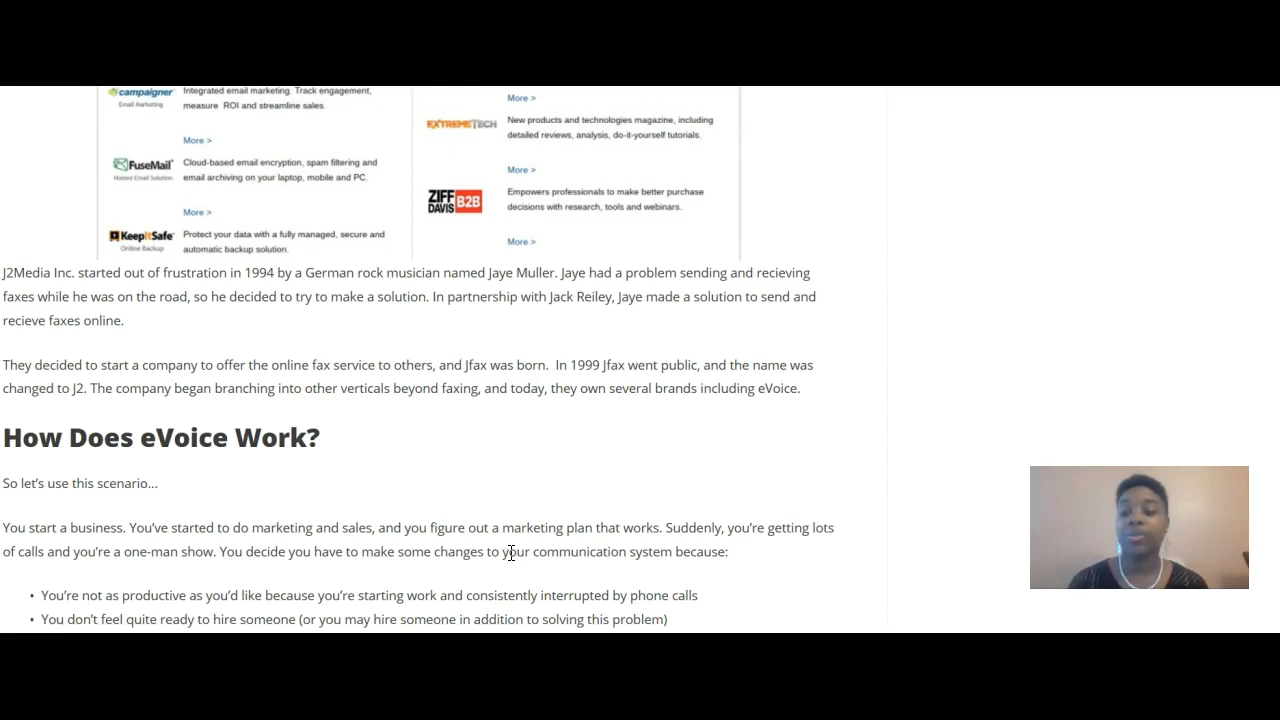 campaigner
Email Marketing
Integrated email marketing. Track engagement,
measure ROI and streamline sales.
More >
FuseMail
Hosted Email Solution
Cloud-based email encryption, spam filtering and
email archiving on your laptop, mobile and PC.
More >
KeepItSafe
Online Backup
Protect your data with a fully managed, secure and
automatic backup solution.
More >
EXTREMETECH
New products and technologies magazine, including
detailed reviews, analysis, do-it-yourself tutorials.
More >
ZIFF
DAVIS B2B
Empowers professionals to make better purchase
decisions with research, tools and webinars.
More >
J2Media Inc. started out of frustration in 1994 by a German rock musician named Jaye Muller. Jaye had a problem sending and recieving
faxes while he was on the road, so he decided to try to make a solution. In partnership with Jack Reiley, Jaye made a solution to send and
recieve faxes online.
They decided to start a company to offer the online fax service to others, and Jfax was born.  In 1999 Jfax went public, and the name was
changed to J2. The company began branching into other verticals beyond faxing, and today, they own several brands including eVoice.
How Does eVoice Work?
So let’s use this scenario…
You start a business. You’ve started to do marketing and sales, and you figure out a marketing plan that works. Suddenly, you’re getting lots
of calls and you’re a one-man show. You decide you have to make some changes to your communication system because:
• You’re not as productive as you’d like because you’re starting work and consistently interrupted by phone calls
• You don’t feel quite ready to hire someone (or you may hire someone in addition to solving this problem)